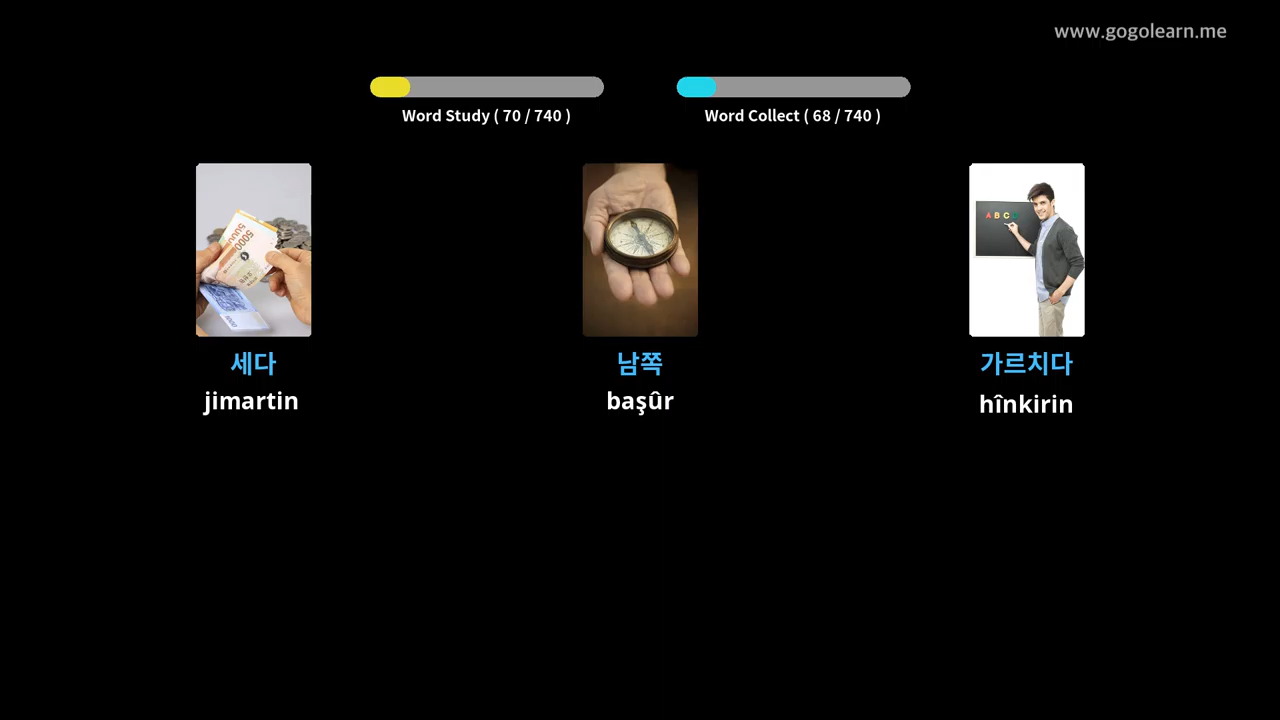 www.gogolearn.me
Word Study ( 70 / 740 )
Word Collect ( 68 / 740 )
A B C
세다
남쪽
가르치다
jimartin
başûr
hînkirin